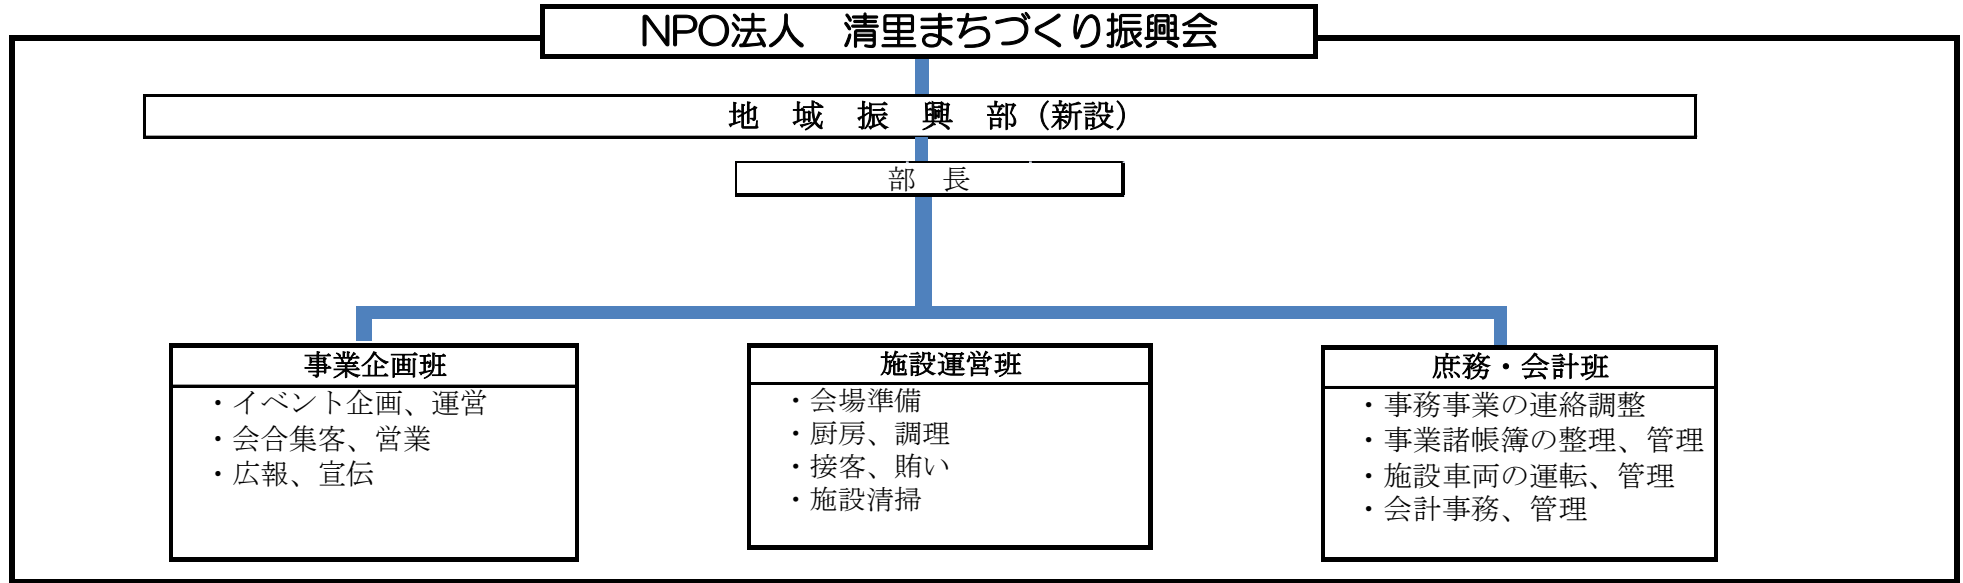 NPO法人　清里まちづくり振興会
地　域　振　興　部（新設）
部　長
事業企画班
・イベント企画、運営
・会合集客、営業
・広報、宣伝
施設運営班
・会場準備
・厨房、調理
・接客、賄い
・施設清掃
庶務・会計班
・事務事業の連絡調整
・事業諸帳簿の整理、管理
・施設車両の運転、管理
・会計事務、管理